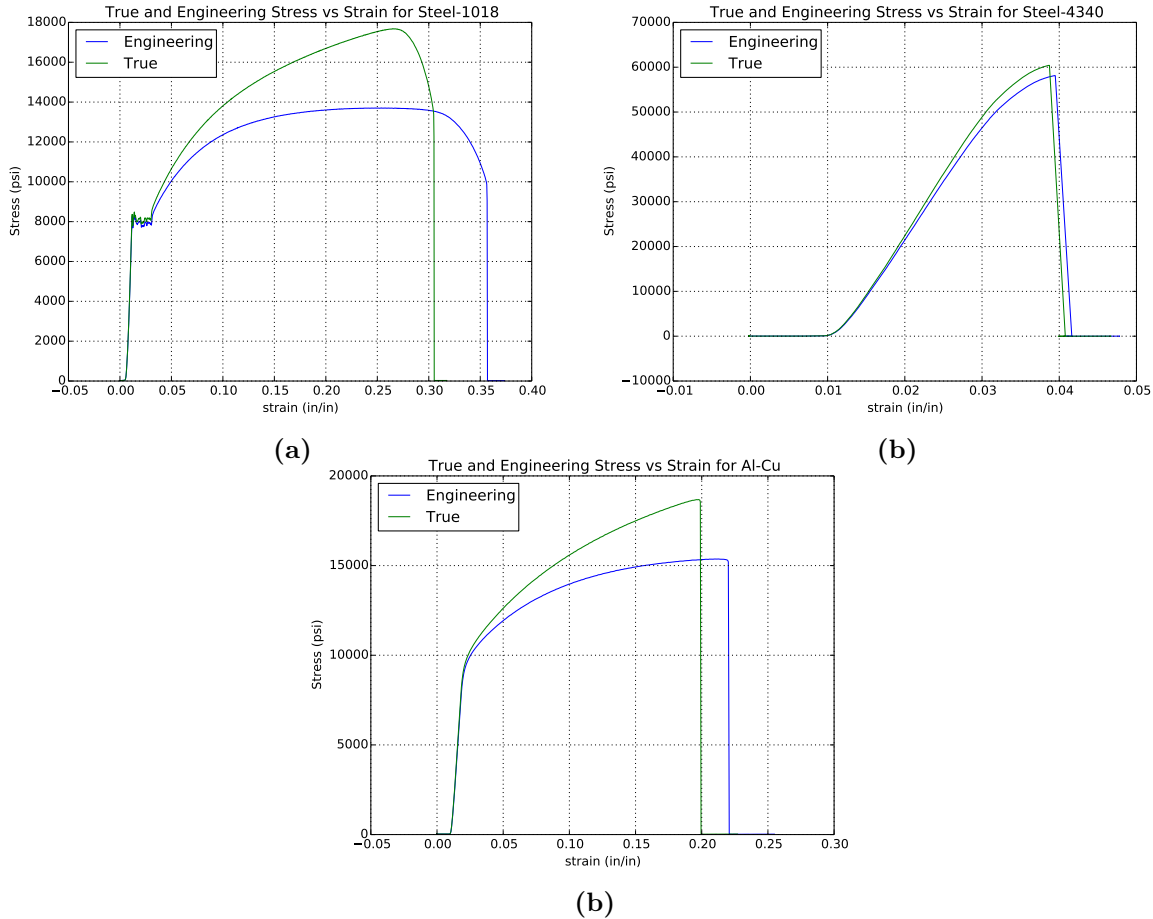 True and Engineering Stress vs Strain for Steel-1018
18000
16000
14000
12000
10000
8000
6000
4000
2000
0
Stress (psi)
Engineering
True
−0.05 0.00 0.05 0.10 0.15 0.20 0.25 0.30 0.35 0.40
strain (in/in)
(a)
True and Engineering Stress vs Strain for Steel-4340
70000
60000
50000
40000
30000
20000
10000
0
−10000
Stress (psi)
Engineering
True
−0.01 0.00 0.01 0.02 0.03 0.04 0.05
strain (in/in)
(b)
True and Engineering Stress vs Strain for Al-Cu
20000
15000
10000
5000
0
Stress (psi)
Engineering
True
−0.05 0.00 0.05 0.10 0.15 0.20 0.25 0.30
strain (in/in)
(b)